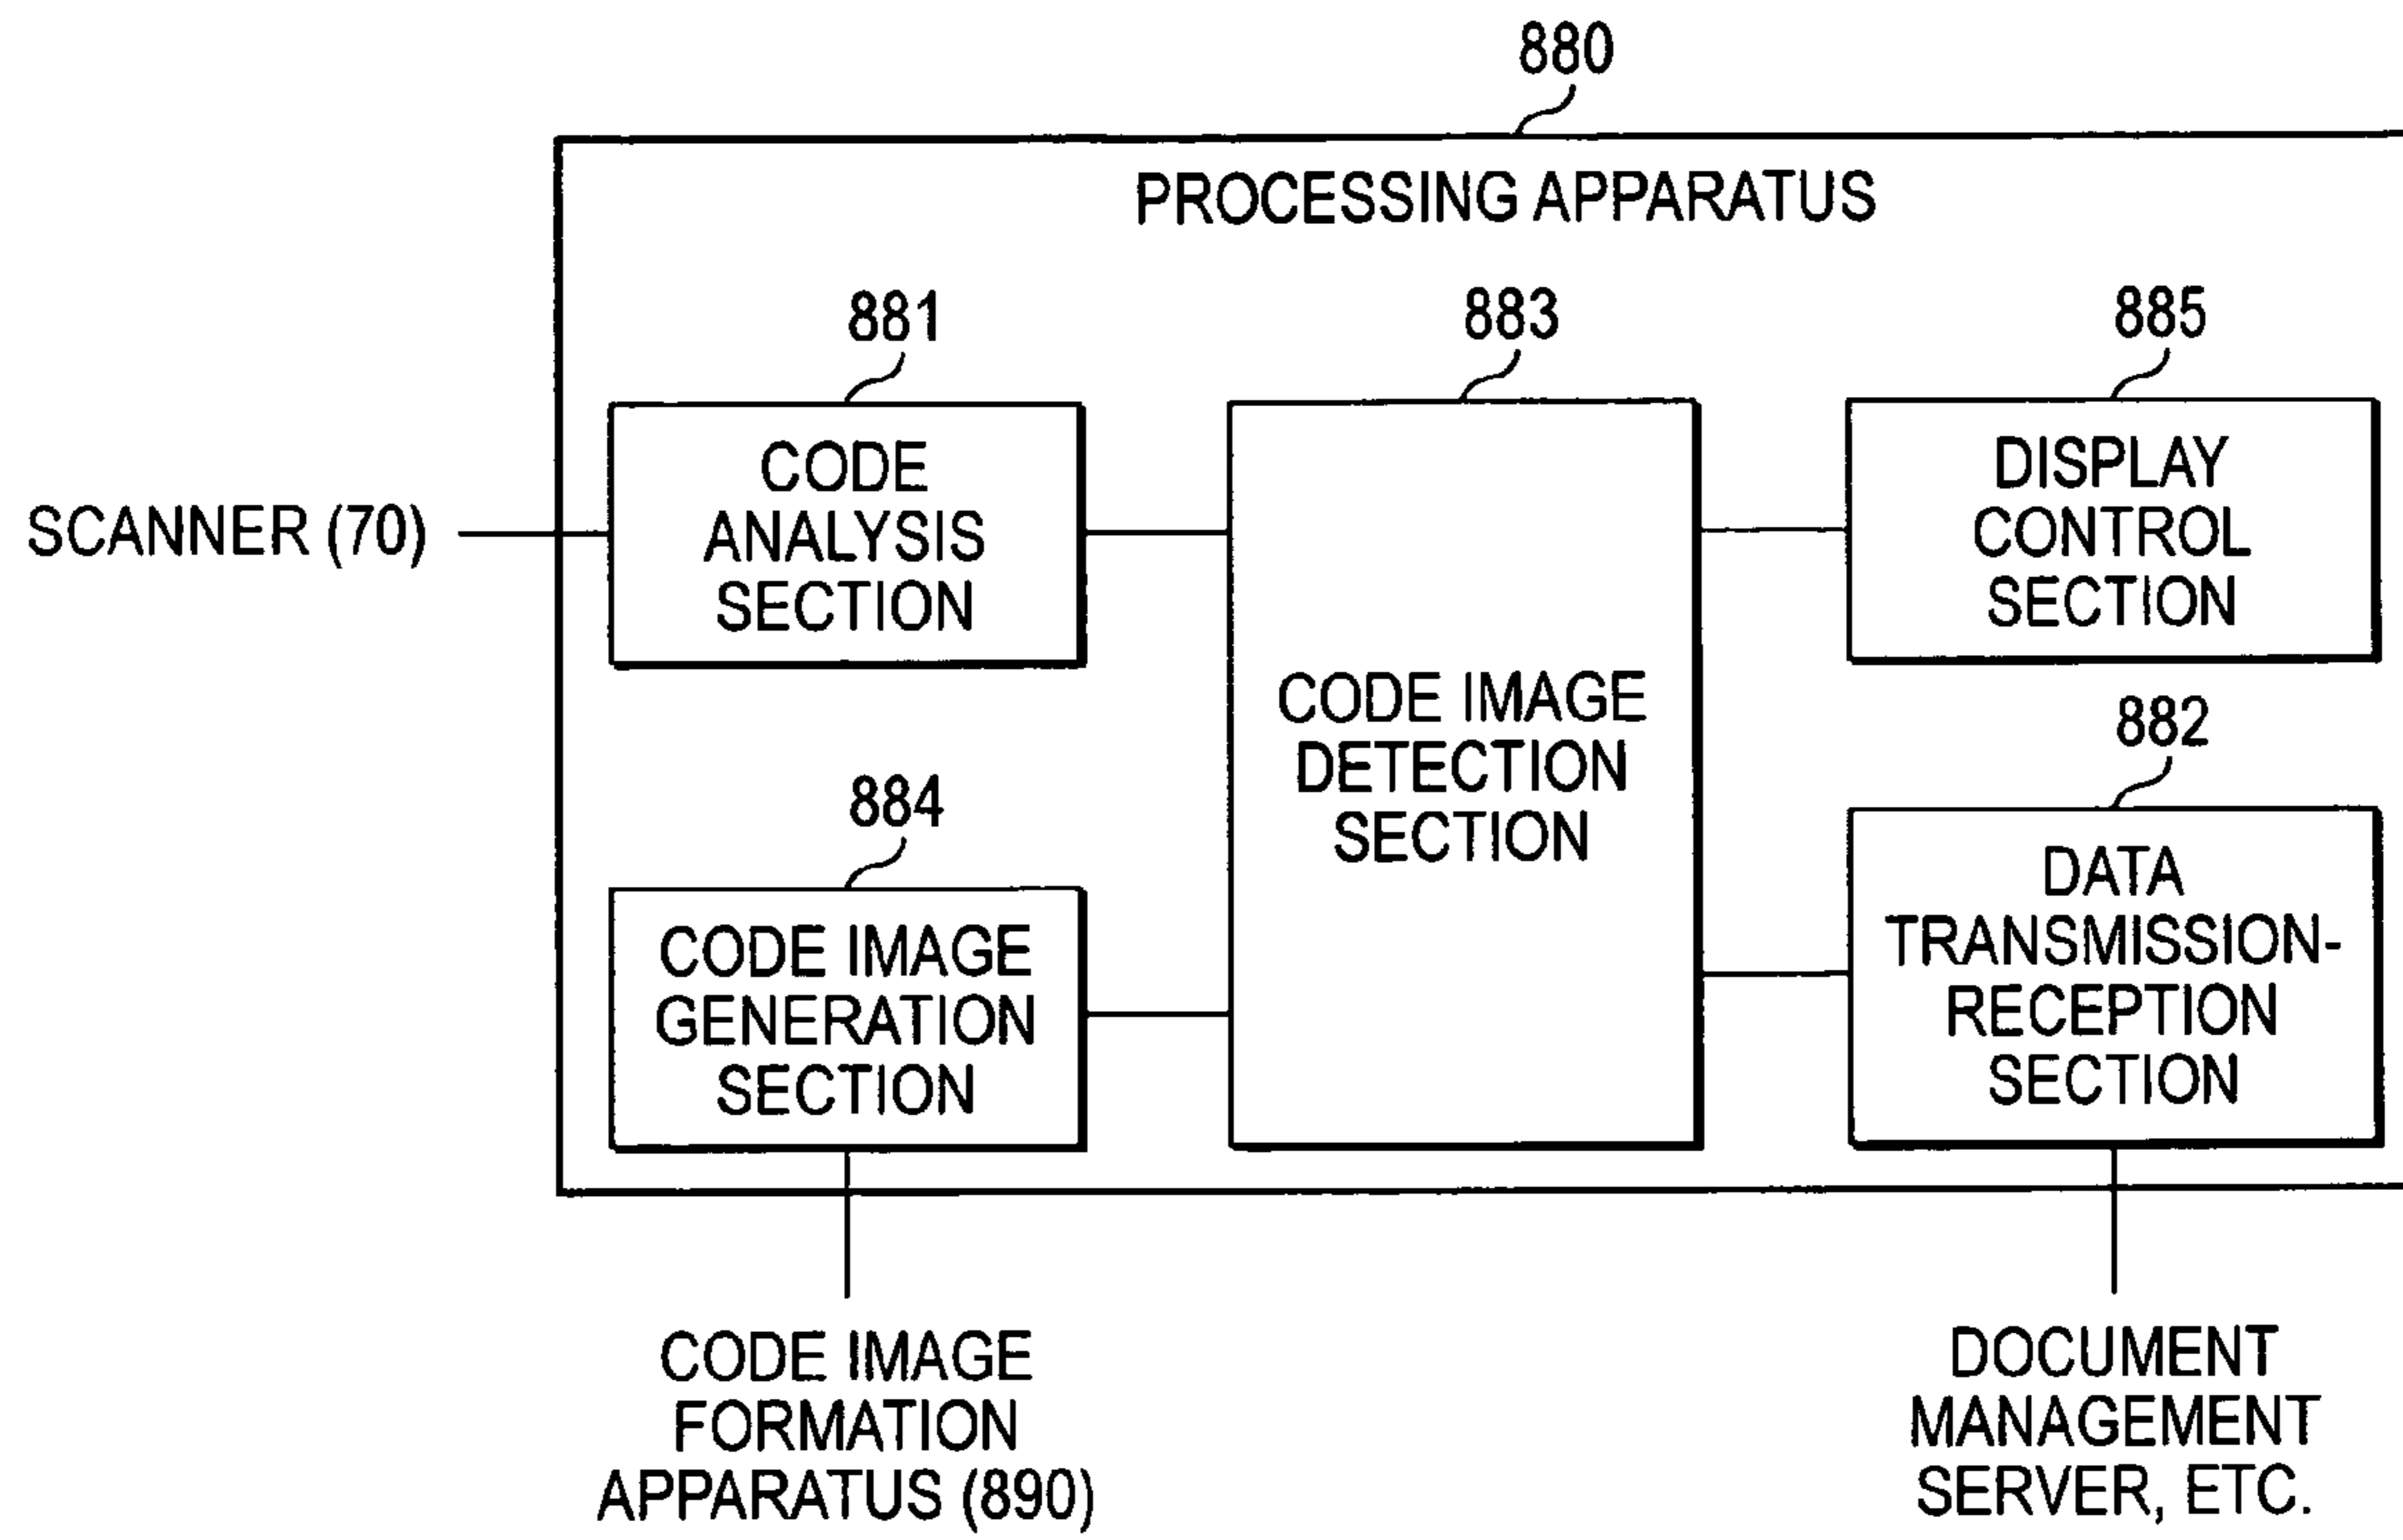 880
PROCESSING APPARATUS
881
883
885
SCANNER (70)
CODE
ANALYSIS
SECTION
CODE IMAGE
DETECTION
SECTION
DISPLAY
CONTROL
SECTION
884
882
CODE IMAGE
GENERATION
SECTION
DATA
TRANSMISSION-
RECEPTION
SECTION
CODE IMAGE
FORMATION
APPARATUS (890)
DOCUMENT
MANAGEMENT
SERVER, ETC.